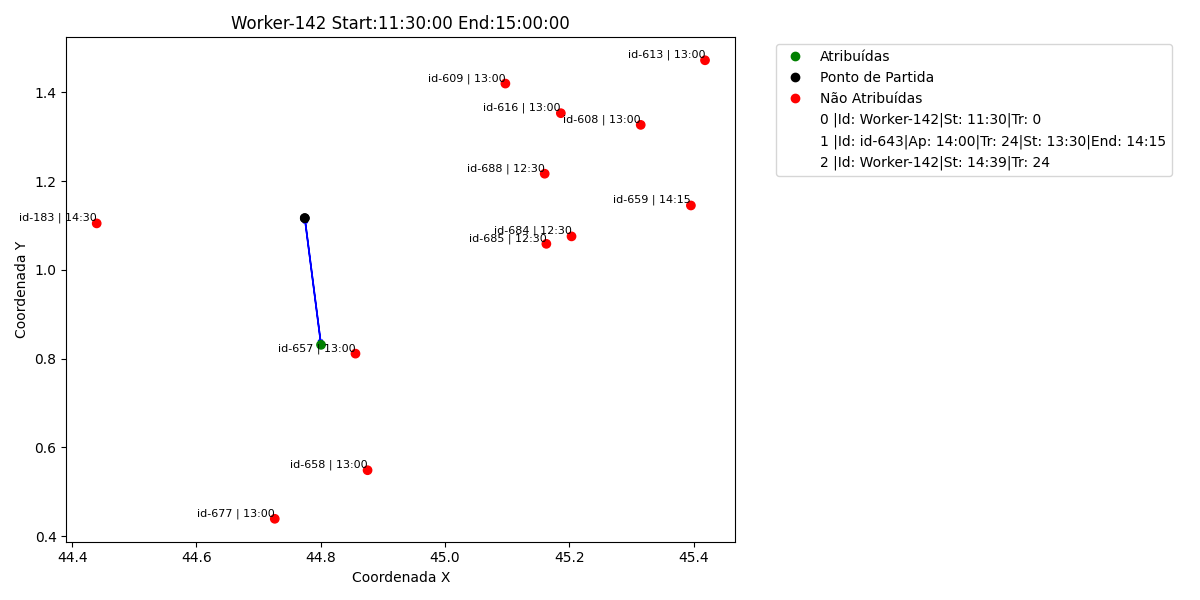 Worker-142 Start:11:30:00 End:15:00:00
Coordenada Y
1.4
1.2
1.0
0.8
0.6
0.4
id-613 | 13:00
id-609 | 13:00
id-616 | 13:00
id-608 | 13:00
id-688 | 12:30
id-659 | 14:15
id-183 | 14:30
id-684 | 12:30
id-685 | 12:30
id-657 | 13:00
id-658 | 13:00
id-677 | 13:00
44.4
44.6
44.8
45.0
45.2
45.4
Coordenada X
Atribuídas
Ponto de Partida
Não Atribuídas
0 |Id: Worker-142|St: 11:30|Tr: 0
1 |Id: id-643|Ap: 14:00|Tr: 24|St: 13:30|End: 14:15
2 |Id: Worker-142|St: 14:39|Tr: 24